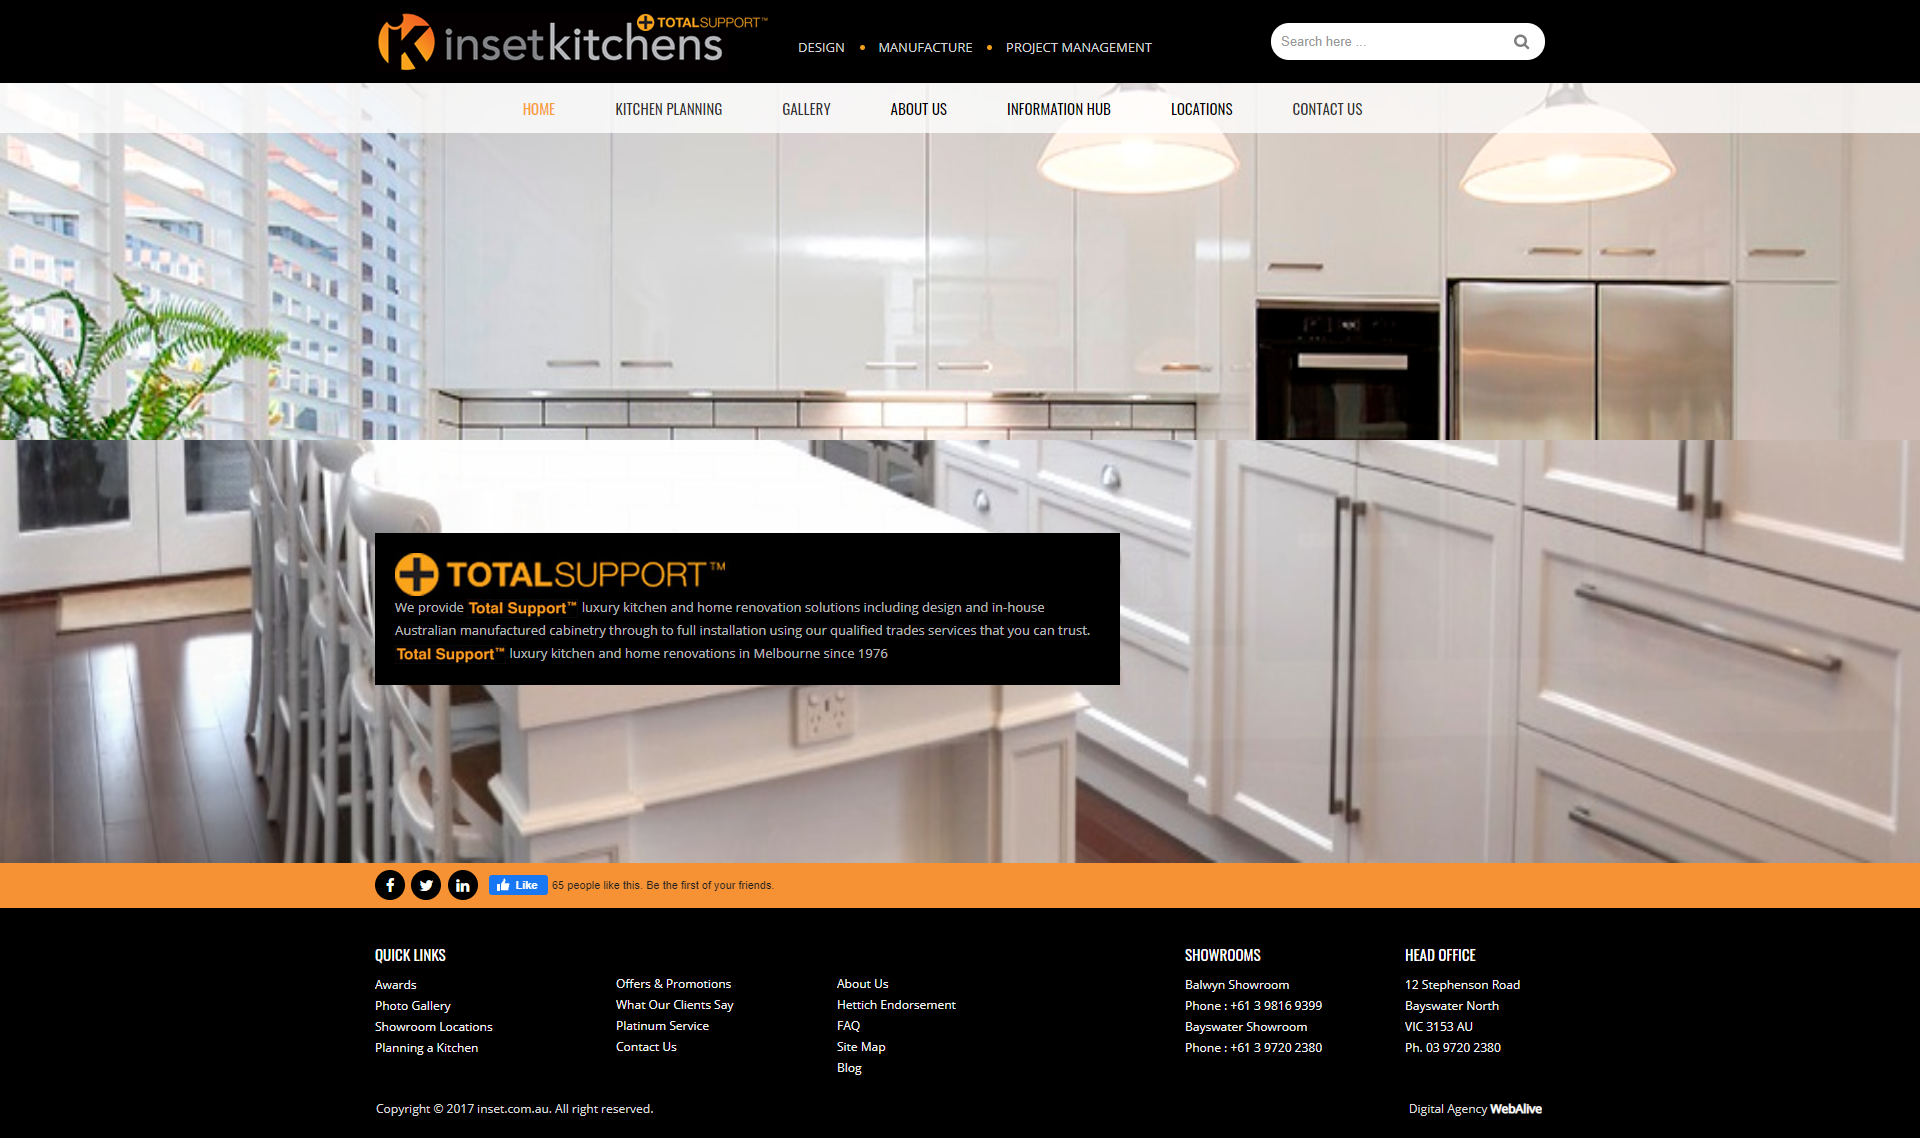 insetkitchens
TOTALSUPPORT™
DESIGN • MANUFACTURE • PROJECT MANAGEMENT
Search here ...
HOME KITCHEN PLANNING GALLERY ABOUT US INFORMATION HUB LOCATIONS CONTACT US
TOTALSUPPORT™
We provide Total Support™ luxury kitchen and home renovation solutions including design and in-house
Australian manufactured cabinetry through to full installation using our qualified trades services that you can trust.
Total Support™ luxury kitchen and home renovations in Melbourne since 1976
Like 65 people like this. Be the first of your friends.
QUICK LINKS
Awards
Photo Gallery
Showroom Locations
Planning a Kitchen
Offers & Promotions
What Our Clients Say
Platinum Service
Contact Us
About Us
Hettich Endorsement
FAQ
Site Map
Blog
SHOWROOMS
Balwyn Showroom
Phone : +61 3 9816 9399
Bayswater Showroom
Phone : +61 3 9720 2380
HEAD OFFICE
12 Stephenson Road
Bayswater North
VIC 3153 AU
Ph. 03 9720 2380
Copyright © 2017 inset.com.au. All right reserved.
Digital Agency WebAlive